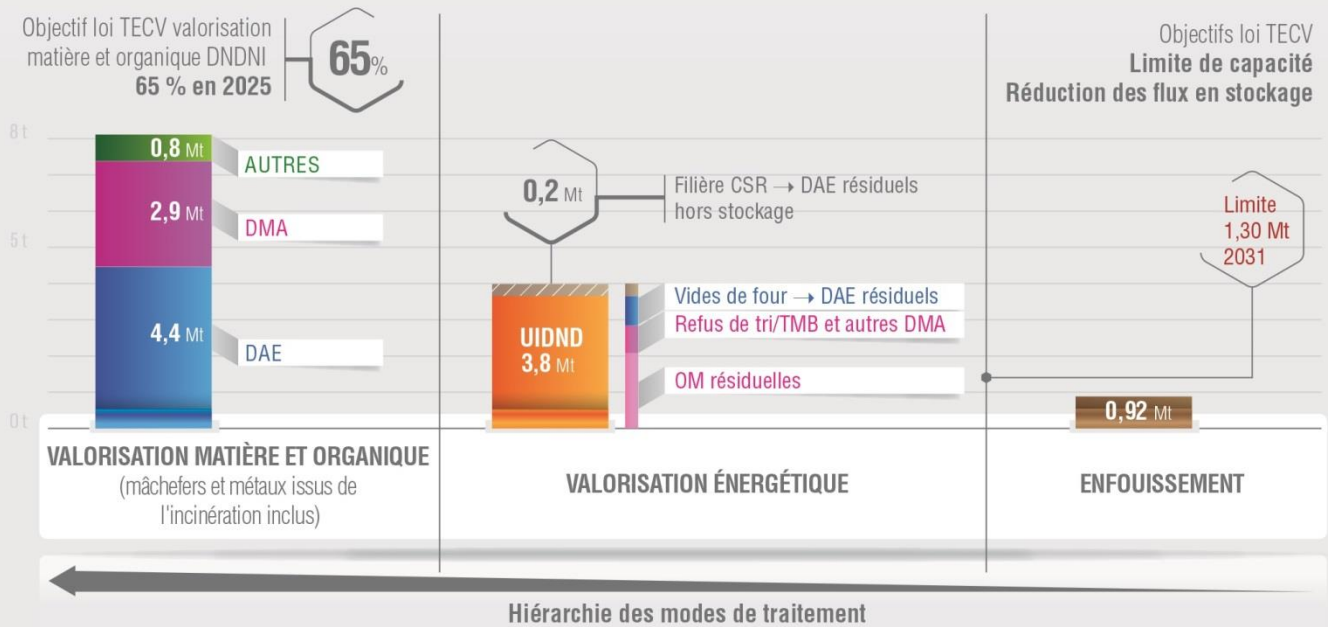 Objectif loi TECV valorisation
matière et organique DNDNI
65 % en 2025
65%
Objectifs loi TECV
Limite de capacité
Réduction des flux en stockage
8 t
5 t
0 t
0,8 Mt
AUTRES
2,9 Mt
DMA
4,4 Mt
DAE
0,2 Mt
Filière CSR → DAE résiduels
hors stockage
UIDND
3,8 Mt
Vides de four → DAE résiduels
Refus de tri/TMB et autres DMA
OM résiduelles
Limite
1,30 Mt
2031
0,92 Mt
VALORISATION MATIÈRE ET ORGANIQUE
(mâchefers et métaux issus de
l'incinération inclus)
VALORISATION ÉNERGÉTIQUE
ENFOUISSEMENT
Hiérarchie des modes de traitement